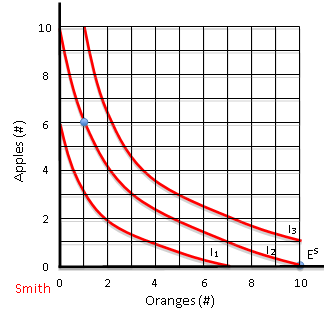 10
8
6
4
2
0
Apples (#)
I₁
I₂
I₃
Eˢ
Smith
0 2 4 6 8 10
Oranges (#)